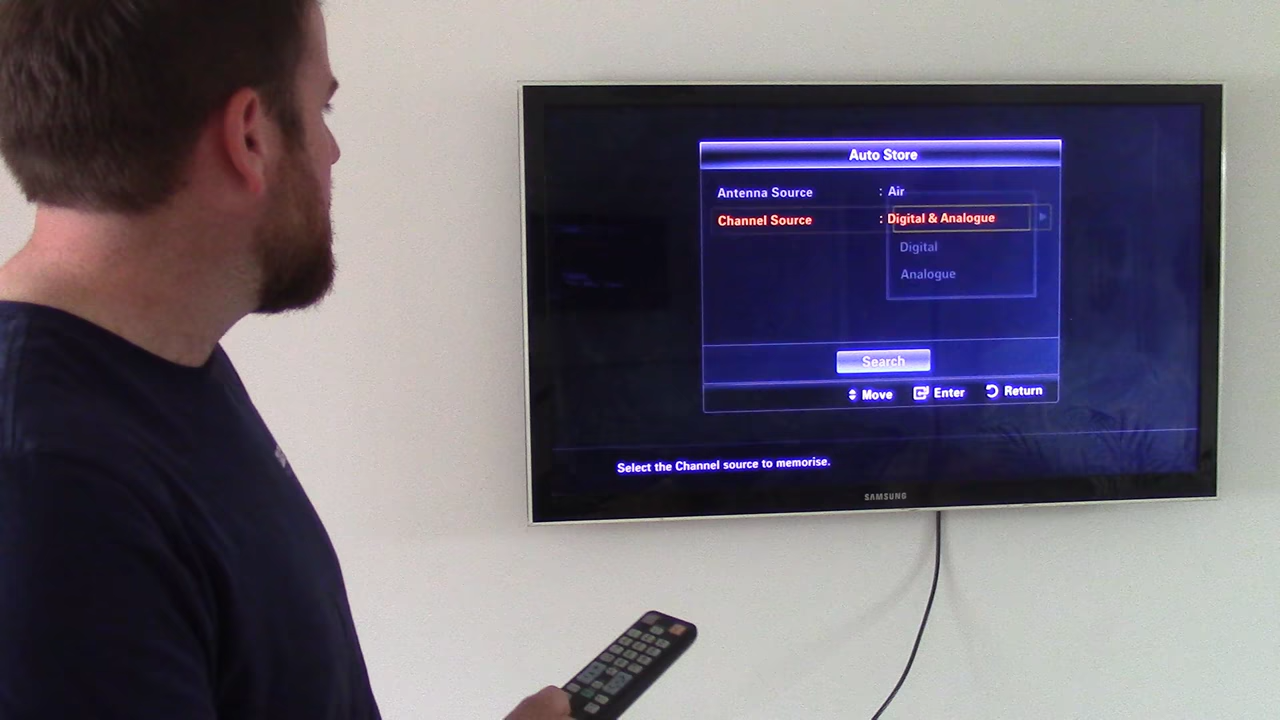 Auto Store
Antenna Source : Air
Channel Source : Digital & Analogue
Digital
Analogue
Search
Move Enter Return
Select the Channel source to memorise.
SAMSUNG